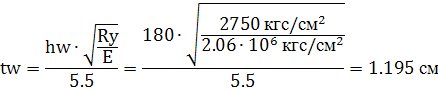 tw = hw · √(Ry/E) / 5.5 = 180 · √(2750 кгс/см² / 2.06 · 10⁶ кгс/см²) / 5.5 = 1.195 см